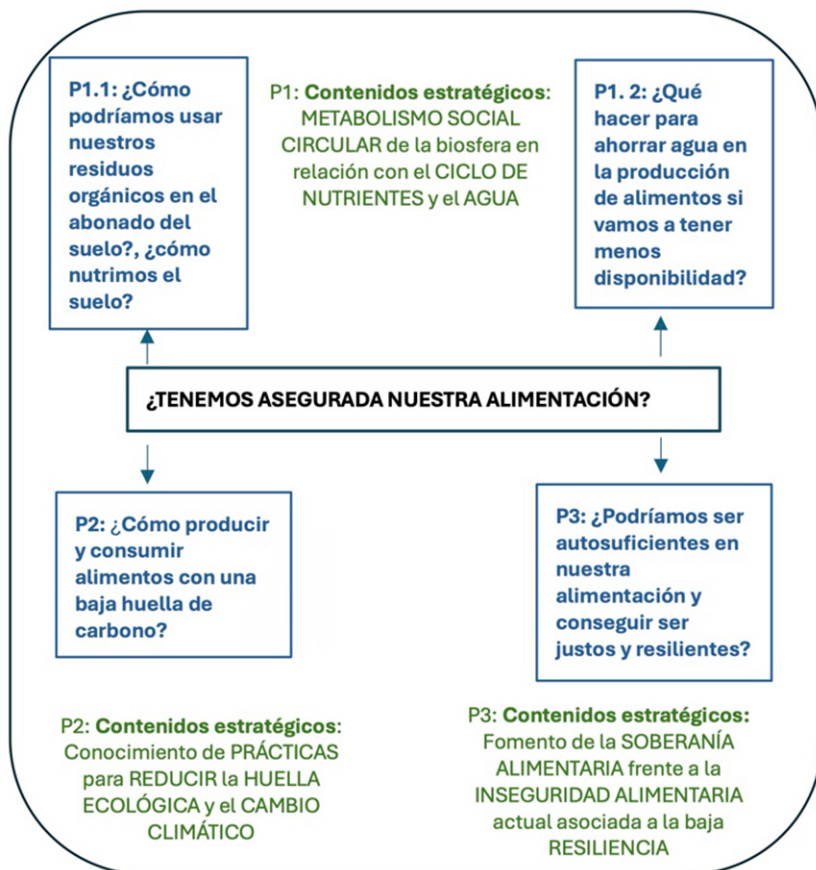 P1.1: ¿Cómo
podríamos usar
nuestros
residuos
orgánicos en el
abonado del
suelo?, ¿cómo
nutrimos el
suelo?
P1: Contenidos estratégicos:
METABOLISMO SOCIAL
CIRCULAR de la biosfera en
relación con el CICLO DE
NUTRIENTES y el AGUA
P1. 2: ¿Qué
hacer para
ahorrar agua en
la producción
de alimentos si
vamos a tener
menos
disponibilidad?
¿TENEMOS ASEGURADA NUESTRA ALIMENTACIÓN?
P2: ¿Cómo producir
y consumir
alimentos con una
baja huella de
carbono?
P3: ¿Podríamos ser
autosuficientes en
nuestra
alimentación y
conseguir ser
justos y resilientes?
P2: Contenidos estratégicos:
Conocimiento de PRÁCTICAS
para REDUCIR la HUELLA
ECOLÓGICA y el CAMBIO
CLIMÁTICO
P3: Contenidos estratégicos:
Fomento de la SOBERANÍA
ALIMENTARIA frente a la
INSEGURIDAD ALIMENTARIA
actual asociada a la baja
RESILIENCIA